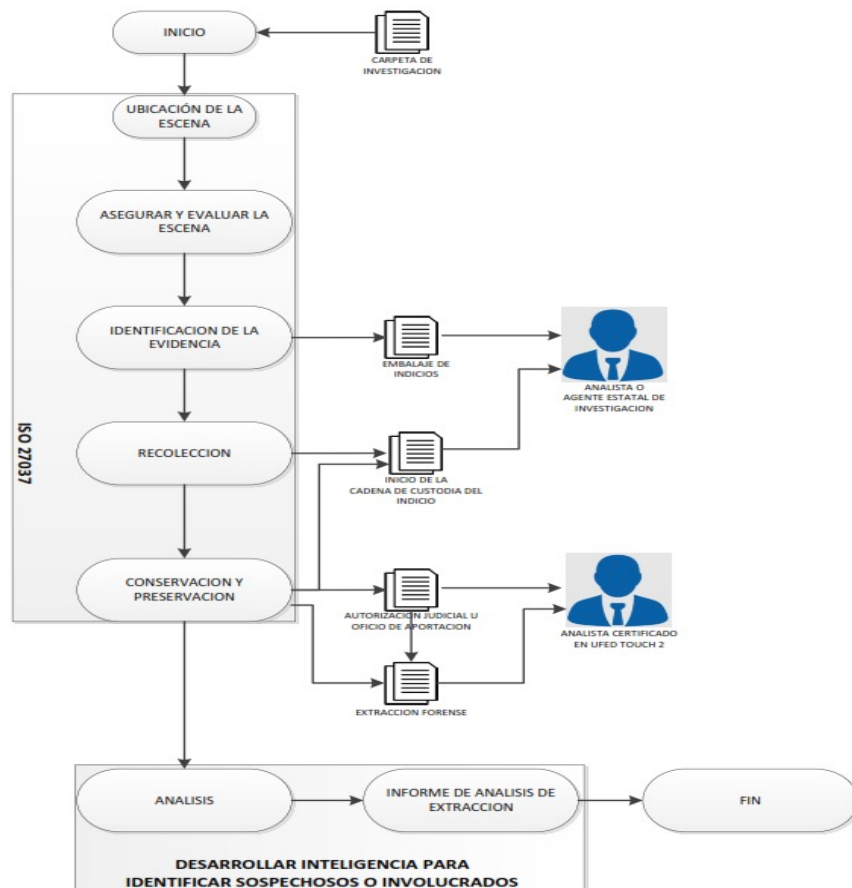 INICIO
CARPETA DE
INVESTIGACION
UBICACIÓN DE LA
ESCENA
ASEGURAR Y EVALUAR LA
ESCENA
IDENTIFICACION DE LA
EVIDENCIA
EMBALAJE DE
INDICIOS
ANALISTA O
AGENTE ESTATAL DE
INVESTIGACION
ISO 27037
RECOLECCION
INICIO DE LA
CADENA DE CUSTODIA DEL
INDICIO
CONSERVACION Y
PRESERVACION
AUTORIZACION JUDICIAL U
OFICIO DE APORTACION
ANALISTA CERTIFICADO
EN UFED TOUCH 2
EXTRACCION FORENSE
ANALISIS
INFORME DE ANALISIS DE
EXTRACCION
FIN
DESARROLLAR INTELIGENCIA PARA
IDENTIFICAR SOSPECHOSOS O INVOLUCRADOS